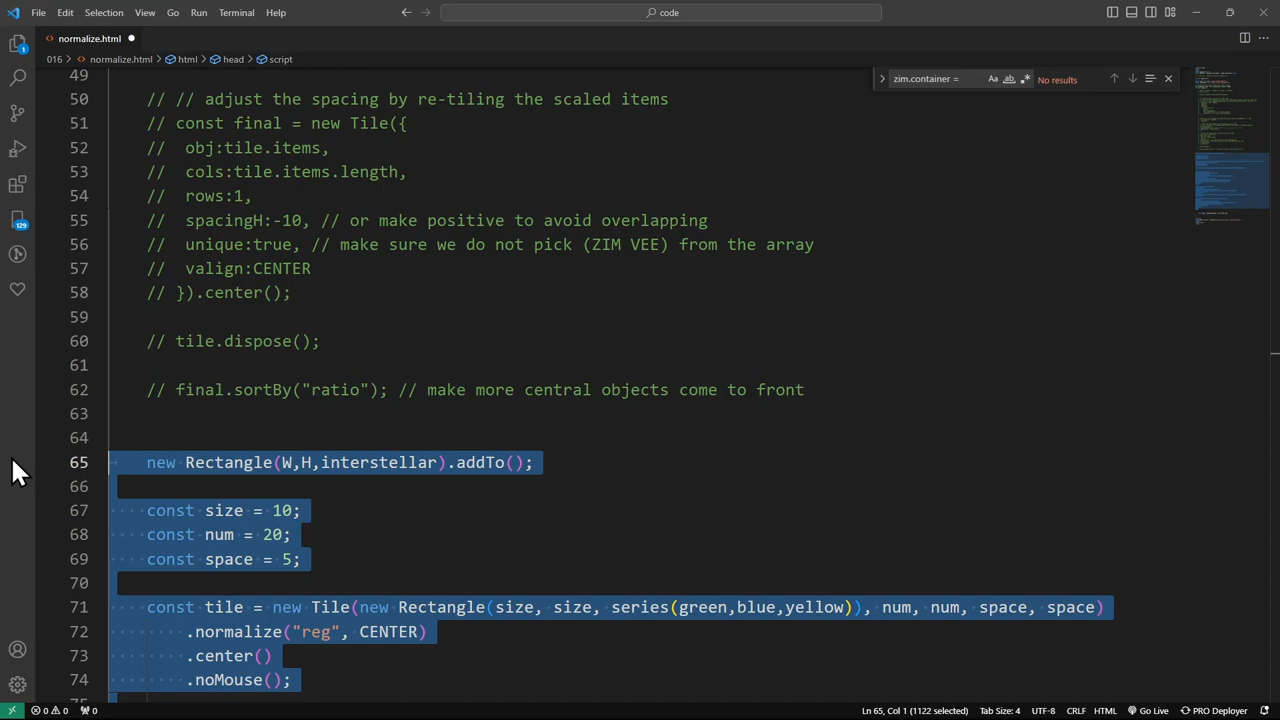 File Edit Selection View Go Run Terminal Help
code
normalize.html
016 > normalize.html > html > head > script
zim.container =
Aa ab .*
No results
49
50 // // adjust the spacing by re-tiling the scaled items
51 // const final = new Tile({
52 // obj:tile.items,
53 // cols:tile.items.length,
54 // rows:1,
55 // spacingH:-10, // or make positive to avoid overlapping
56 // unique:true, // make sure we do not pick (ZIM VEE) from the array
57 // valign:CENTER
58 // }).center();
59
60 // tile.dispose();
61
62 // final.sortBy("ratio"); // make more central objects come to front
63
64
65 new Rectangle(W,H,interstellar).addTo();
66
67 const size = 10;
68 const num = 20;
69 const space = 5;
70
71 const tile = new Tile(new Rectangle(size, size, series(green,blue,yellow)), num, num, space, space)
72 .normalize("reg", CENTER)
73 .center()
74 .noMouse();
75
1
129
0 0 0
Ln 65, Col 1 (1122 selected) Tab Size: 4 UTF-8 CRLF HTML Go Live PRO Deployer